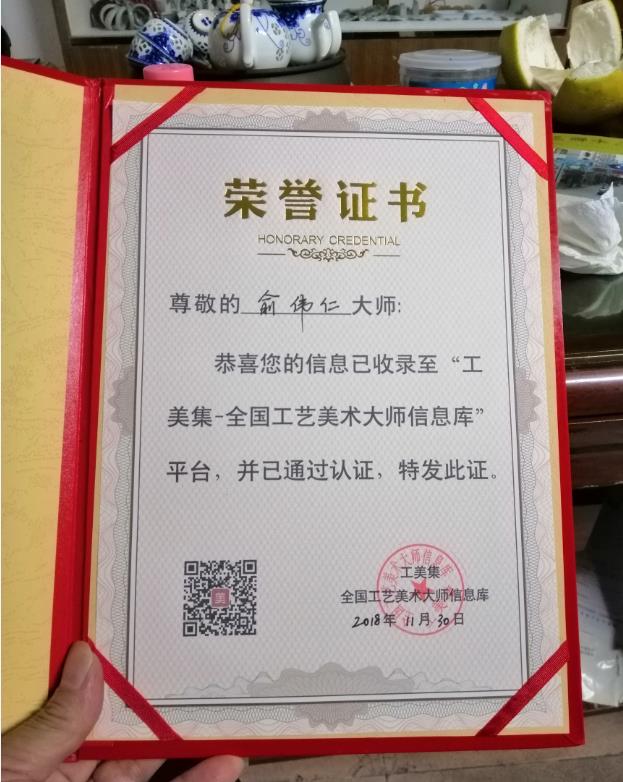 荣誉证书
HONORARY CREDENTIAL
尊敬的 俞伟仁 大师:
恭喜您的信息已收录至“工
美集-全国工艺美术大师信息库”
平台，并已通过认证，特发此证。
美
工美集
全国工艺美术大师信息库
2018年 11月 30日